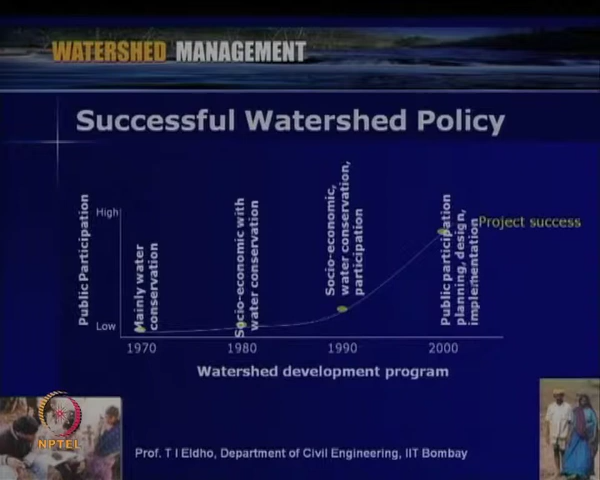 WATERSHED MANAGEMENT
Successful Watershed Policy
Public Participation
High
Low
Mainly water
conservation
Socio-economic with
water conservation
Socio-economic,
water conservation,
participation
Public participation
planning, design,
implementation
Project success
1970 1980 1990 2000
Watershed development program
NPTEL
Prof. T I Eldho, Department of Civil Engineering, IIT Bombay